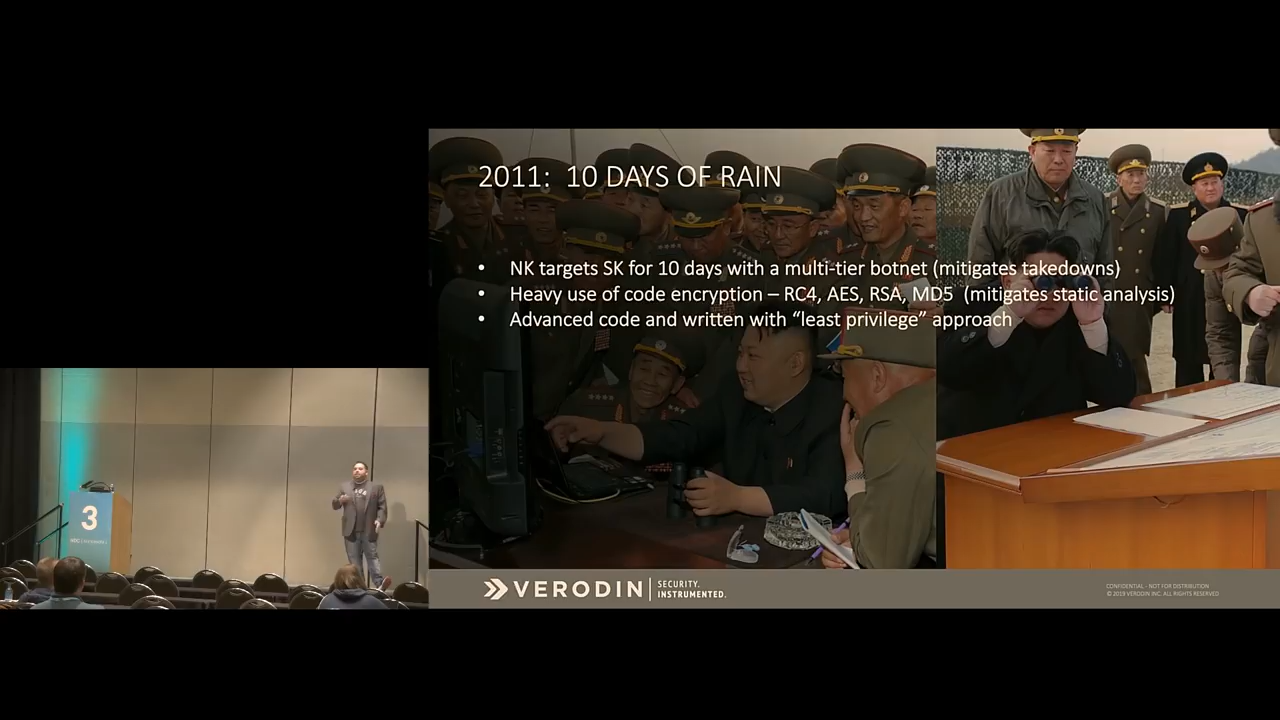 2011:  10 DAYS OF RAIN
• NK targets SK for 10 days with a multi-tier botnet (mitigates takedowns)
• Heavy use of code encryption – RC4, AES, RSA, MD5  (mitigates static analysis)
• Advanced code and written with “least privilege” approach
3
VERODIN
SECURITY.
INSTRUMENTED.
CONFIDENTIAL - NOT FOR DISTRIBUTION
© 2019 VERODIN INC. ALL RIGHTS RESERVED